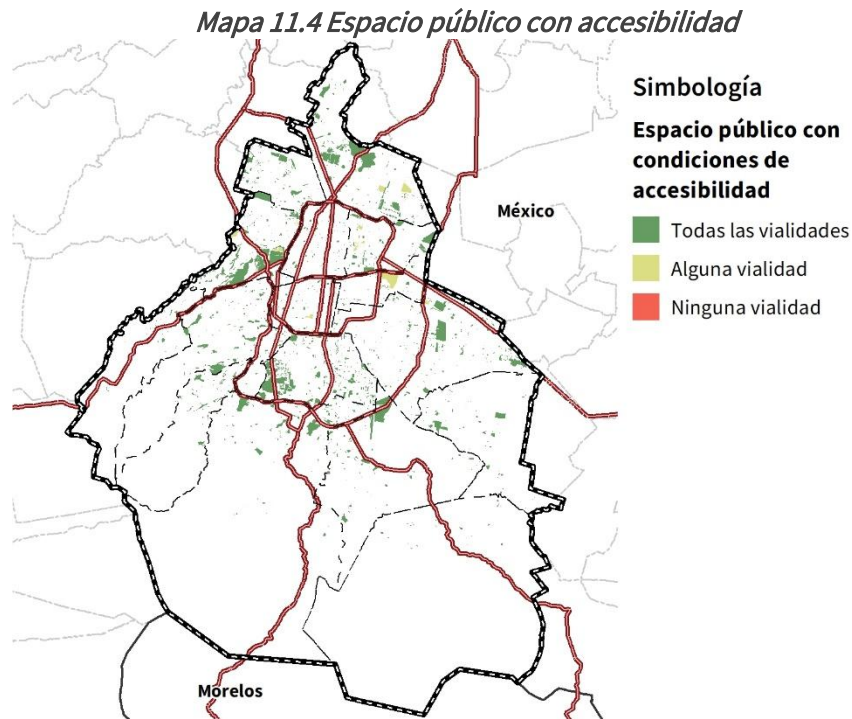 Mapa 11.4 Espacio público con accesibilidad
Simbología
Espacio público con
condiciones de
accesibilidad
Todas las vialidades
Alguna vialidad
Ninguna vialidad
México
Morelos